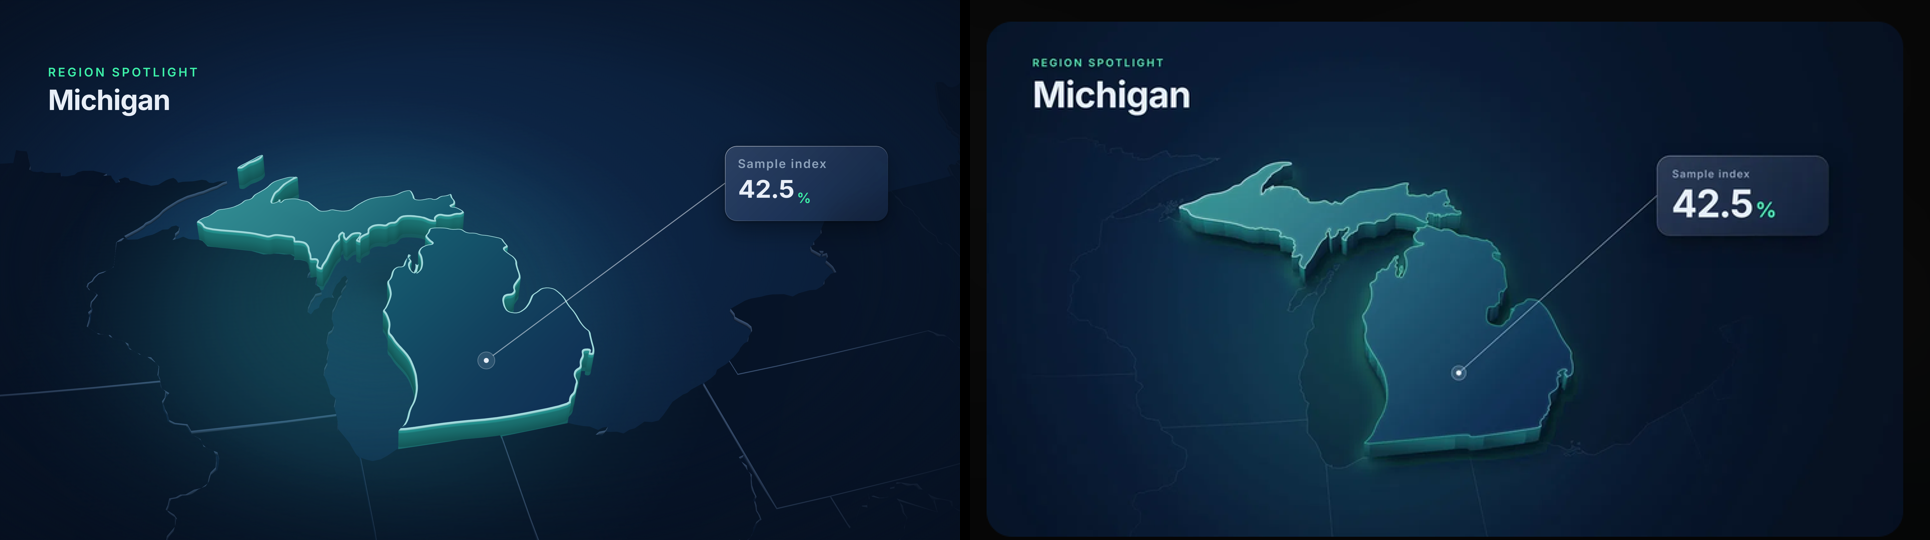 REGION SPOTLIGHT
Michigan
Sample index
42.5%
REGION SPOTLIGHT
Michigan
Sample index
42.5%